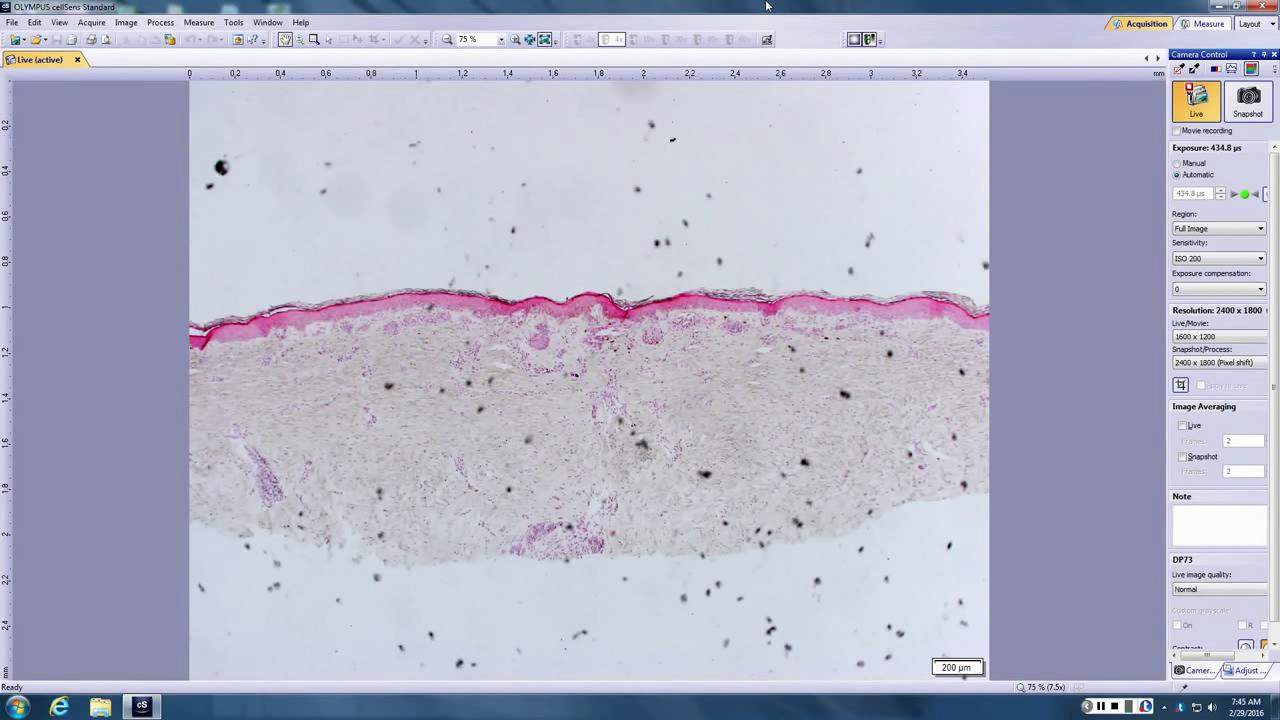 OLYMPUS cellSens Standard
File Edit View Acquire Image Process Measure Tools Window Help
Acquisition Measure Layout
75 %
Live (active)
Camera Control
0 0,2 0,4 0,6 0,8 1 1,2 1,4 1,6 1,8 2 2,2 2,4 2,6 2,8 3 3,2 3,4 mm
0,2
0,4
0,6
0,8
1
1,2
1,4
1,6
1,8
2
2,2
2,4
mm
200 µm
Live Snapshot
Movie recording
Exposure: 434.8 µs
Manual
Automatic
434.8 µs
Region:
Full Image
Sensitivity:
ISO 200
Exposure compensation:
0
Resolution: 2400 x 1800
Live/Movie:
1600 x 1200
Snapshot/Process:
2400 x 1800 (Pixel shift)
Image Averaging
Live
Frames: 2
Snapshot
Frames: 2
Note
DP73
Live image quality:
Normal
Custom grayscale:
On R
Contrast:
Camer... Adjust ...
Ready
75 % (7.5x)
cS
7:45 AM
2/29/2016